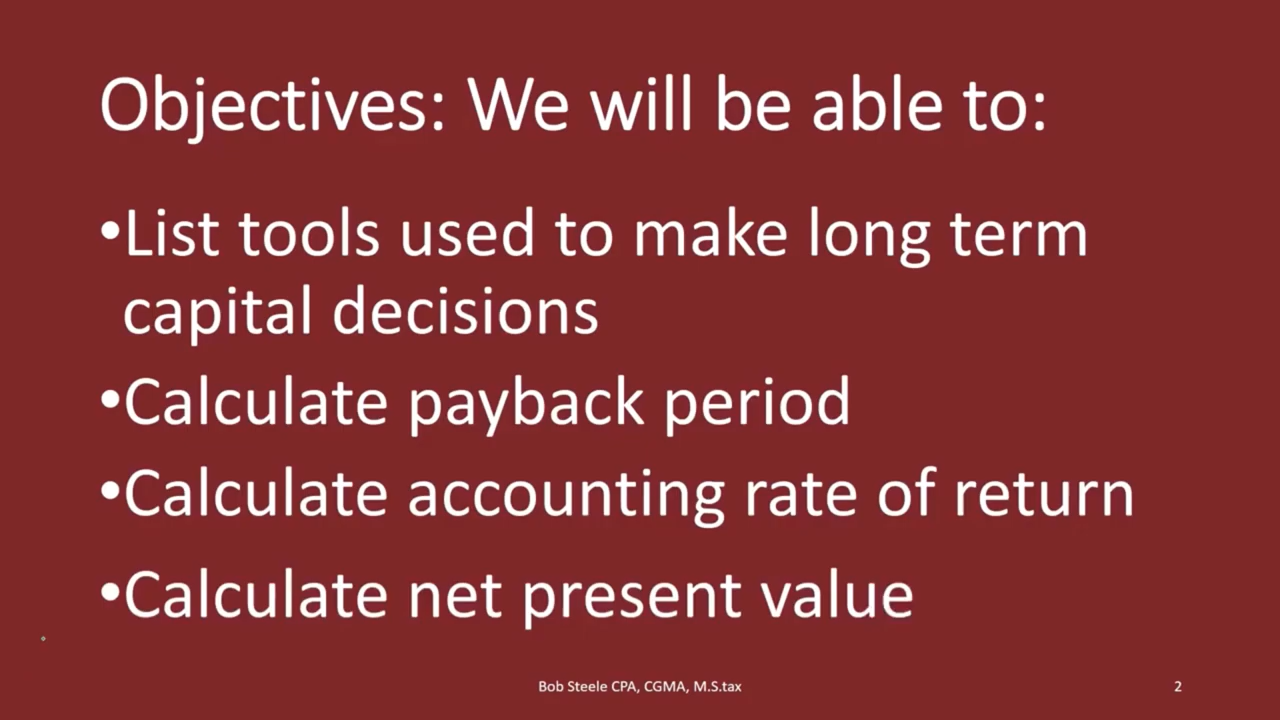 Objectives: We will be able to:
•List tools used to make long term
capital decisions
•Calculate payback period
•Calculate accounting rate of return
•Calculate net present value
Bob Steele CPA, CGMA, M.S.tax
2